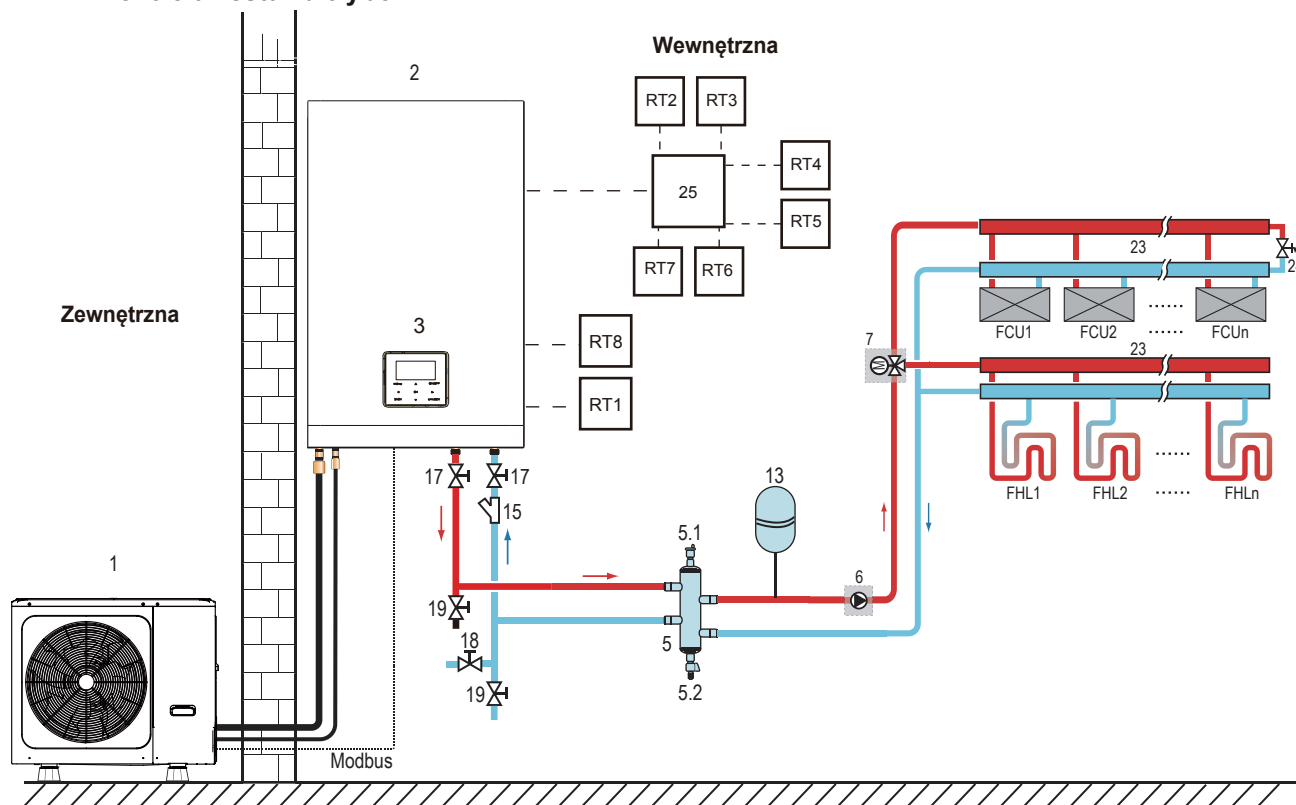 Wewnętrzna
2
RT2
RT3
RT4
25
RT5
RT7
RT6
23
Zewnętrzna
3
FCU1
FCU2
......
......
FCUn
RT8
7
23
RT1
17
17
13
15
FHL1
FHL2
......
......
FHLn
5.1
1
6
19
18
5
19
5.2
Modbus